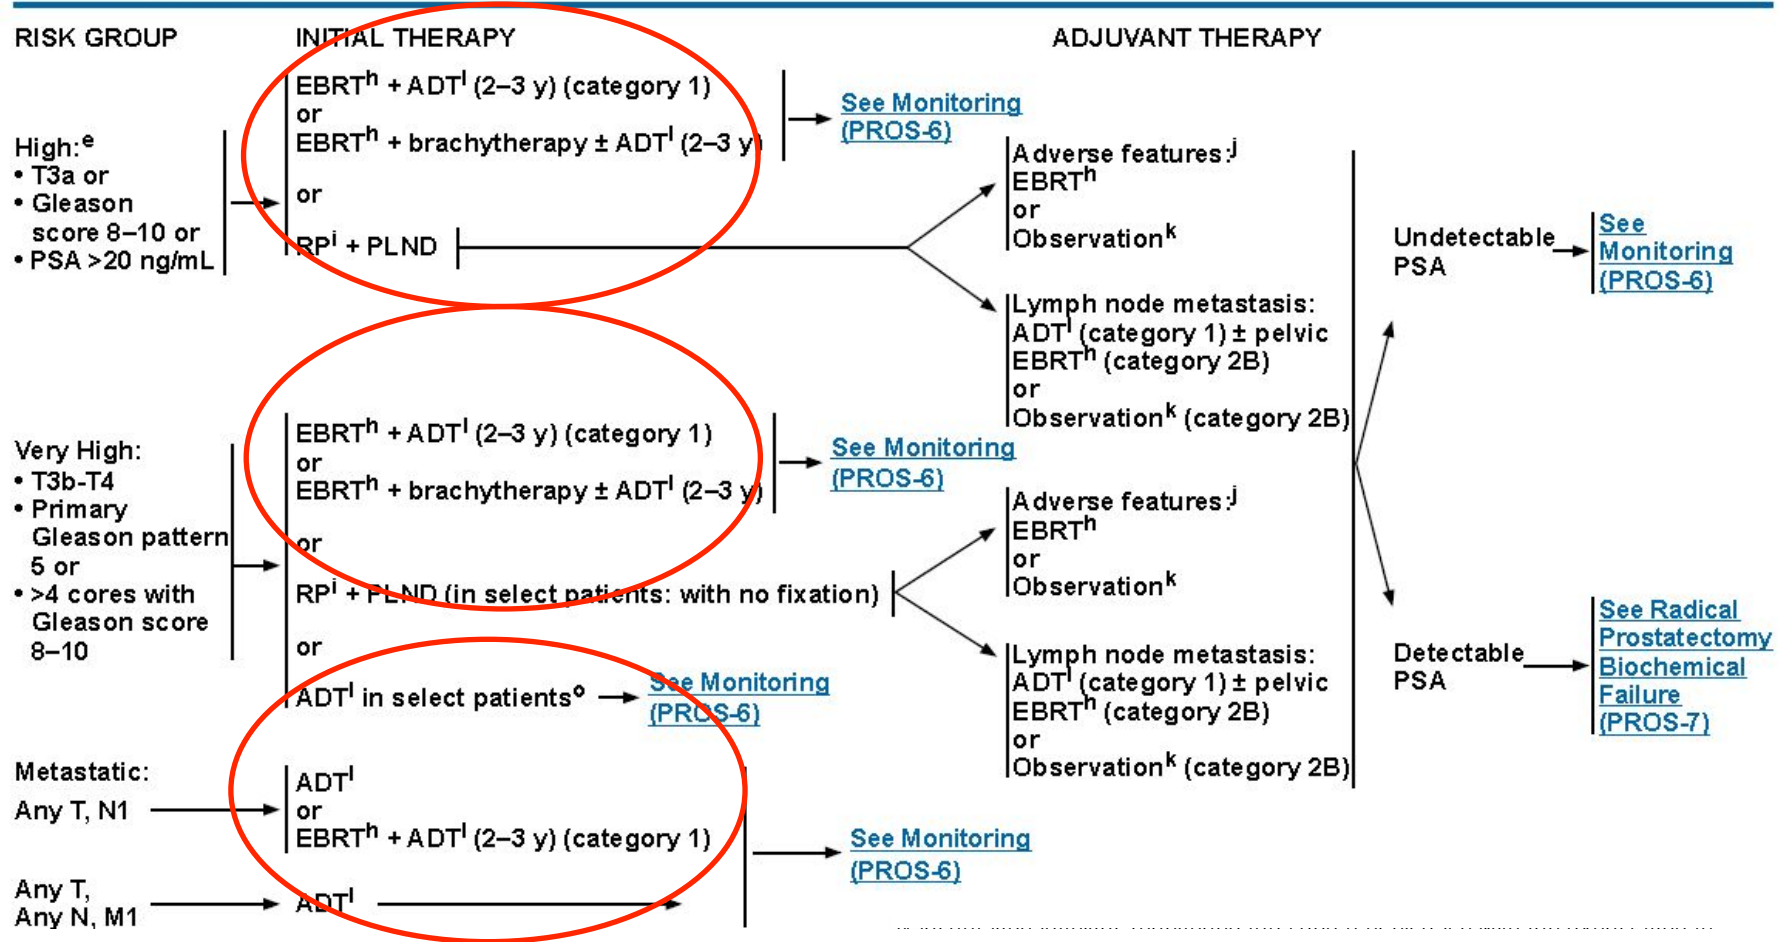 RISK GROUP
INITIAL THERAPY
ADJUVANT THERAPY
High:e
• T3a or
• Gleason
score 8–10 or
• PSA >20 ng/mL
EBRTh + ADTl (2–3 y) (category 1)
or
EBRTh + brachytherapy ± ADTl (2–3 y)
or
RPi + PLND
See Monitoring
(PROS-6)
Adverse features:j
EBRTh
or
Observationk
Lymph node metastasis:
ADTl (category 1) ± pelvic
EBRTh (category 2B)
or
Observationk (category 2B)
Undetectable
PSA
See
Monitoring
(PROS-6)
Very High:
• T3b-T4
• Primary
Gleason pattern
5 or
• >4 cores with
Gleason score
8–10
EBRTh + ADTl (2–3 y) (category 1)
or
EBRTh + brachytherapy ± ADTl (2–3 y)
or
RPi + PLND (in select patients: with no fixation)
or
ADTl in select patientso
See Monitoring
(PROS-6)
See Monitoring
(PROS-6)
Adverse features:j
EBRTh
or
Observationk
Lymph node metastasis:
ADTl (category 1) ± pelvic
EBRTh (category 2B)
or
Observationk (category 2B)
Detectable
PSA
See Radical
Prostatectomy
Biochemical
Failure
(PROS-7)
Metastatic:
Any T, N1
ADTl
or
EBRTh + ADTl (2–3 y) (category 1)
Any T,
Any N, M1
ADTl
See Monitoring
(PROS-6)